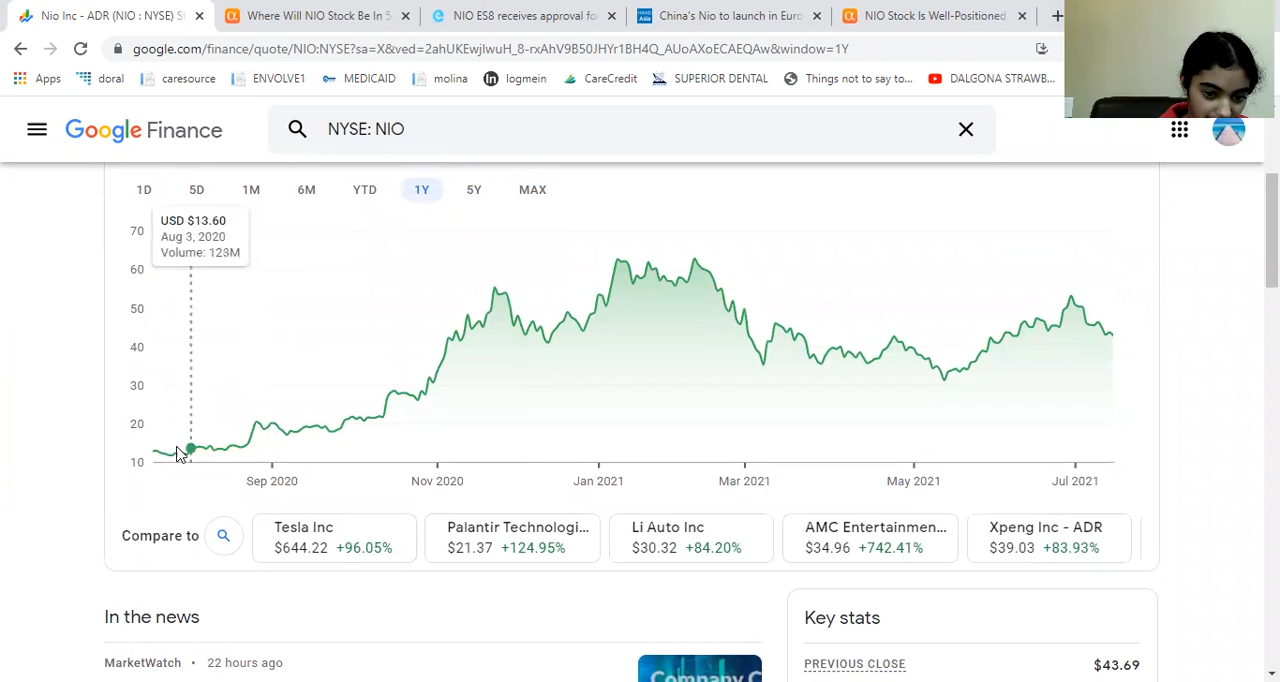 Nio Inc - ADR (NIO : NYSE) St
Where Will NIO Stock Be In 5
NIO ES8 receives approval fo
China's Nio to launch in Euro
NIO Stock Is Well-Positioned
google.com/finance/quote/NIO:NYSE?sa=X&ved=2ahUKEwjlwuH_8-rxAhV9B50JHYr1BH4Q_AUoAXoECAEQAw&window=1Y
Apps
doral
caresource
ENVOLVE1
MEDICAID
molina
logmein
CareCredit
SUPERIOR DENTAL
Things not to say to...
DALGONA STRAWB...
Google Finance
NYSE: NIO
1D 5D 1M 6M YTD 1Y 5Y MAX
USD $13.60
Aug 3, 2020
Volume: 123M
70
60
50
40
30
20
10
Sep 2020 Nov 2020 Jan 2021 Mar 2021 May 2021 Jul 2021
Compare to
Tesla Inc
$644.22 +96.05%
Palantir Technologi...
$21.37 +124.95%
Li Auto Inc
$30.32 +84.20%
AMC Entertainmen...
$34.96 +742.41%
Xpeng Inc - ADR
$39.03 +83.93%
In the news
MarketWatch • 22 hours ago
Company C
Key stats
PREVIOUS CLOSE $43.69